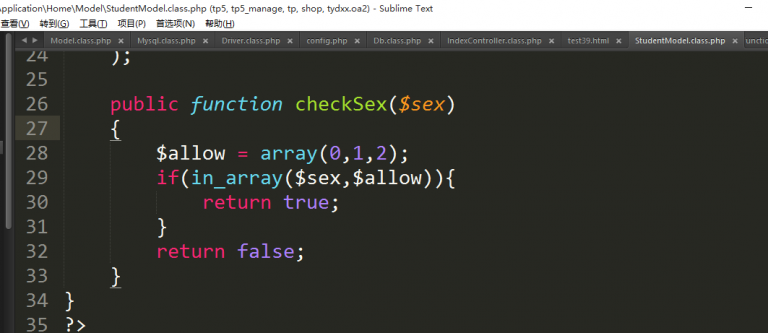 pplication\Home\Model\StudentModel.class.php (tp5, tp5_manage, tp, shop, tydxx.oa2) - Sublime Text
查看(V) 转到(G) 工具(T) 项目(P) 首选项(N) 帮助(H)
Model.class.php × Mysql.class.php × Driver.class.php × config.php × Db.class.php × IndexController.class.php × test39.html × StudentModel.class.php × unctio
24 );
25
26 public function checkSex($sex)
27 {
28 $allow = array(0,1,2);
29 if(in_array($sex,$allow)){
30 return true;
31 }
32 return false;
33 }
34 }
35 ?>